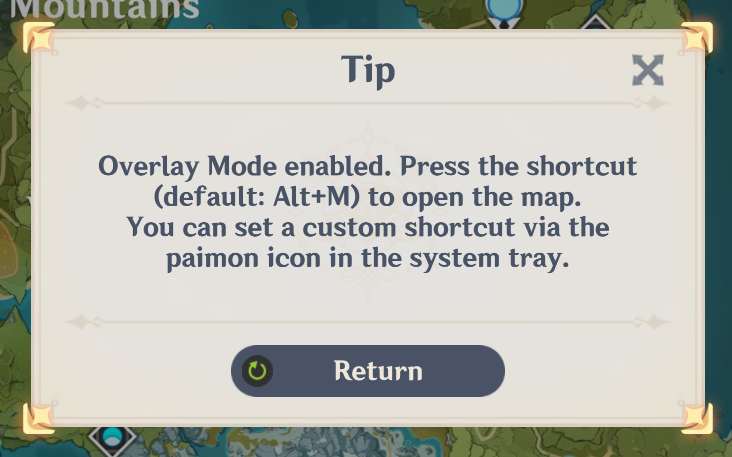 Mountains
Tip
Overlay Mode enabled. Press the shortcut
(default: Alt+M) to open the map.
You can set a custom shortcut via the
paimon icon in the system tray.
Return